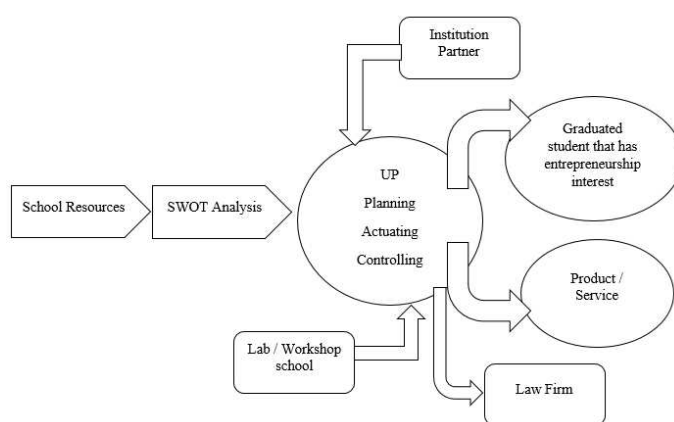 Institution
Partner
Graduated
student that has
entrepreneurship
interest
UP
Planning
Actuating
Controlling
School Resources
SWOT Analysis
Product /
Service
Lab / Workshop
school
Law Firm